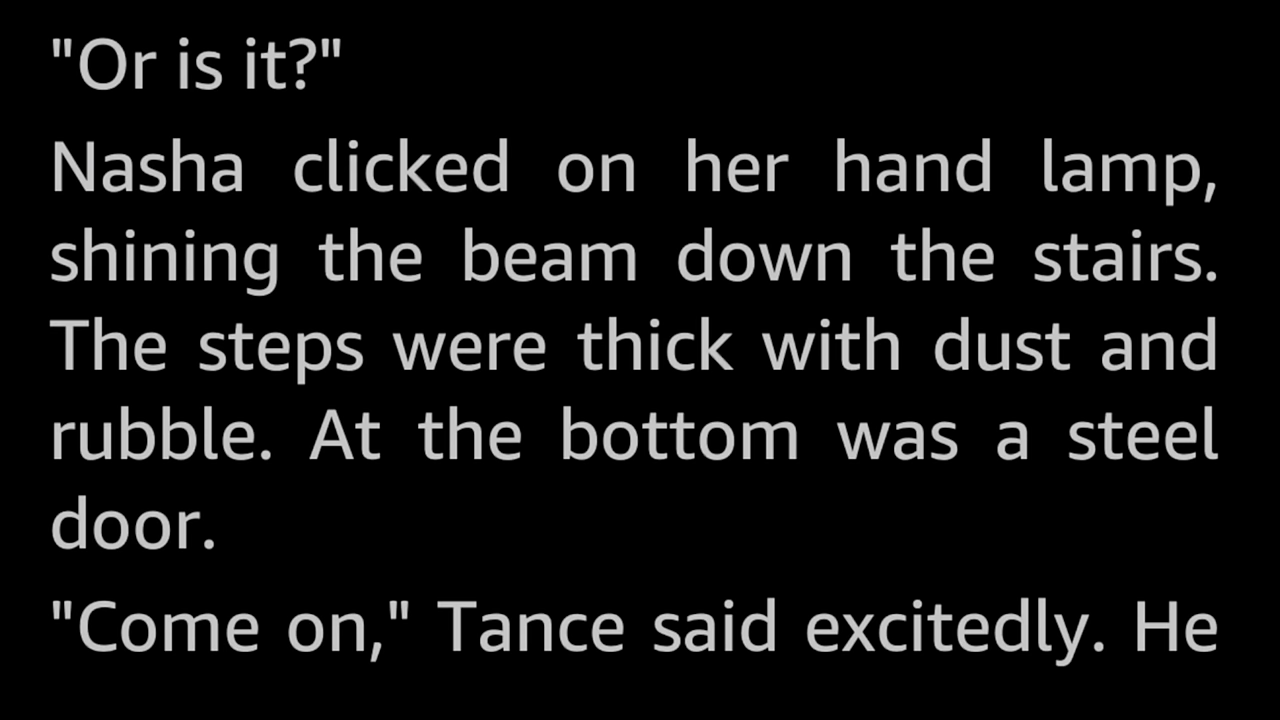 "Or is it?"
Nasha clicked on her hand lamp,
shining the beam down the stairs.
The steps were thick with dust and
rubble. At the bottom was a steel
door.
"Come on," Tance said excitedly. He